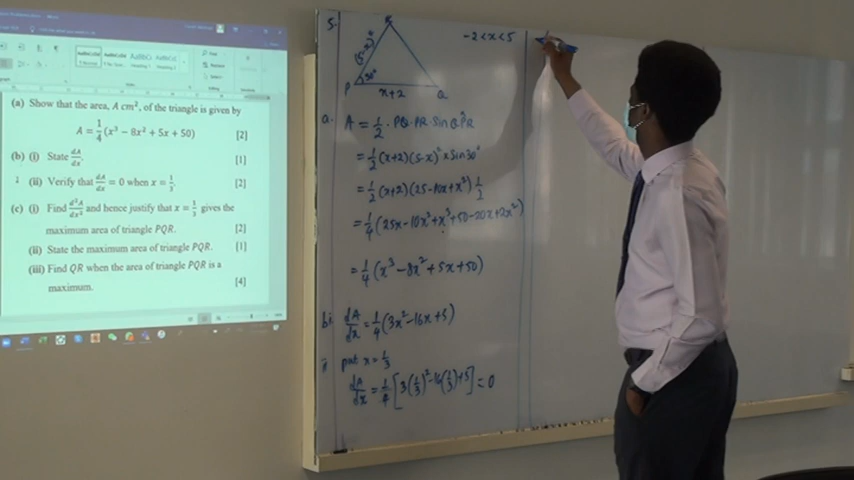 (a) Show that the area, A cm², of the triangle is given by
A = 1/4(x³ − 8x² + 5x + 50) [2]
(b) (i) State dA/dx. [1]
(ii) Verify that dA/dx = 0 when x = 1/3. [2]
(c) (i) Find d²A/dx² and hence justify that x = 1/3 gives the
maximum area of triangle PQR. [2]
(ii) State the maximum area of triangle PQR. [1]
(iii) Find QR when the area of triangle PQR is a
maximum. [4]
5.
(5-x)²
P 30° Q
x+2
-2 < x < 5
a. A = 1/2 · PQ · PR · Sin QP̂R
= 1/2 (x+2)(5-x)² × Sin 30°
= 1/2 (x+2)(25-10x+x²) 1/2
= 1/4 (25x-10x²+x³+50-20x+2x²)
= 1/4 (x³-8x²+5x+50)
bi dA/dx = 1/4 (3x²-16x+5)
ii put x = 1/3
dA/dx = 1/4 [3(1/3)²-16(1/3)+5] = 0